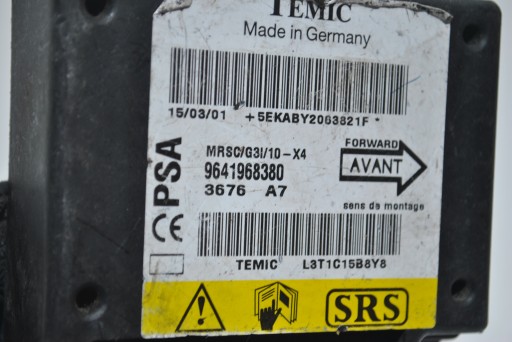 TEMIC
Made in Germany
15/03/01 +5EKABY2063821F*
PSA
MRSC/G3I/10-X4
9641968380
3676 A7
FORWARD
AVANT
sens de montage
CE
TEMIC L3T1C15B8Y8
SRS